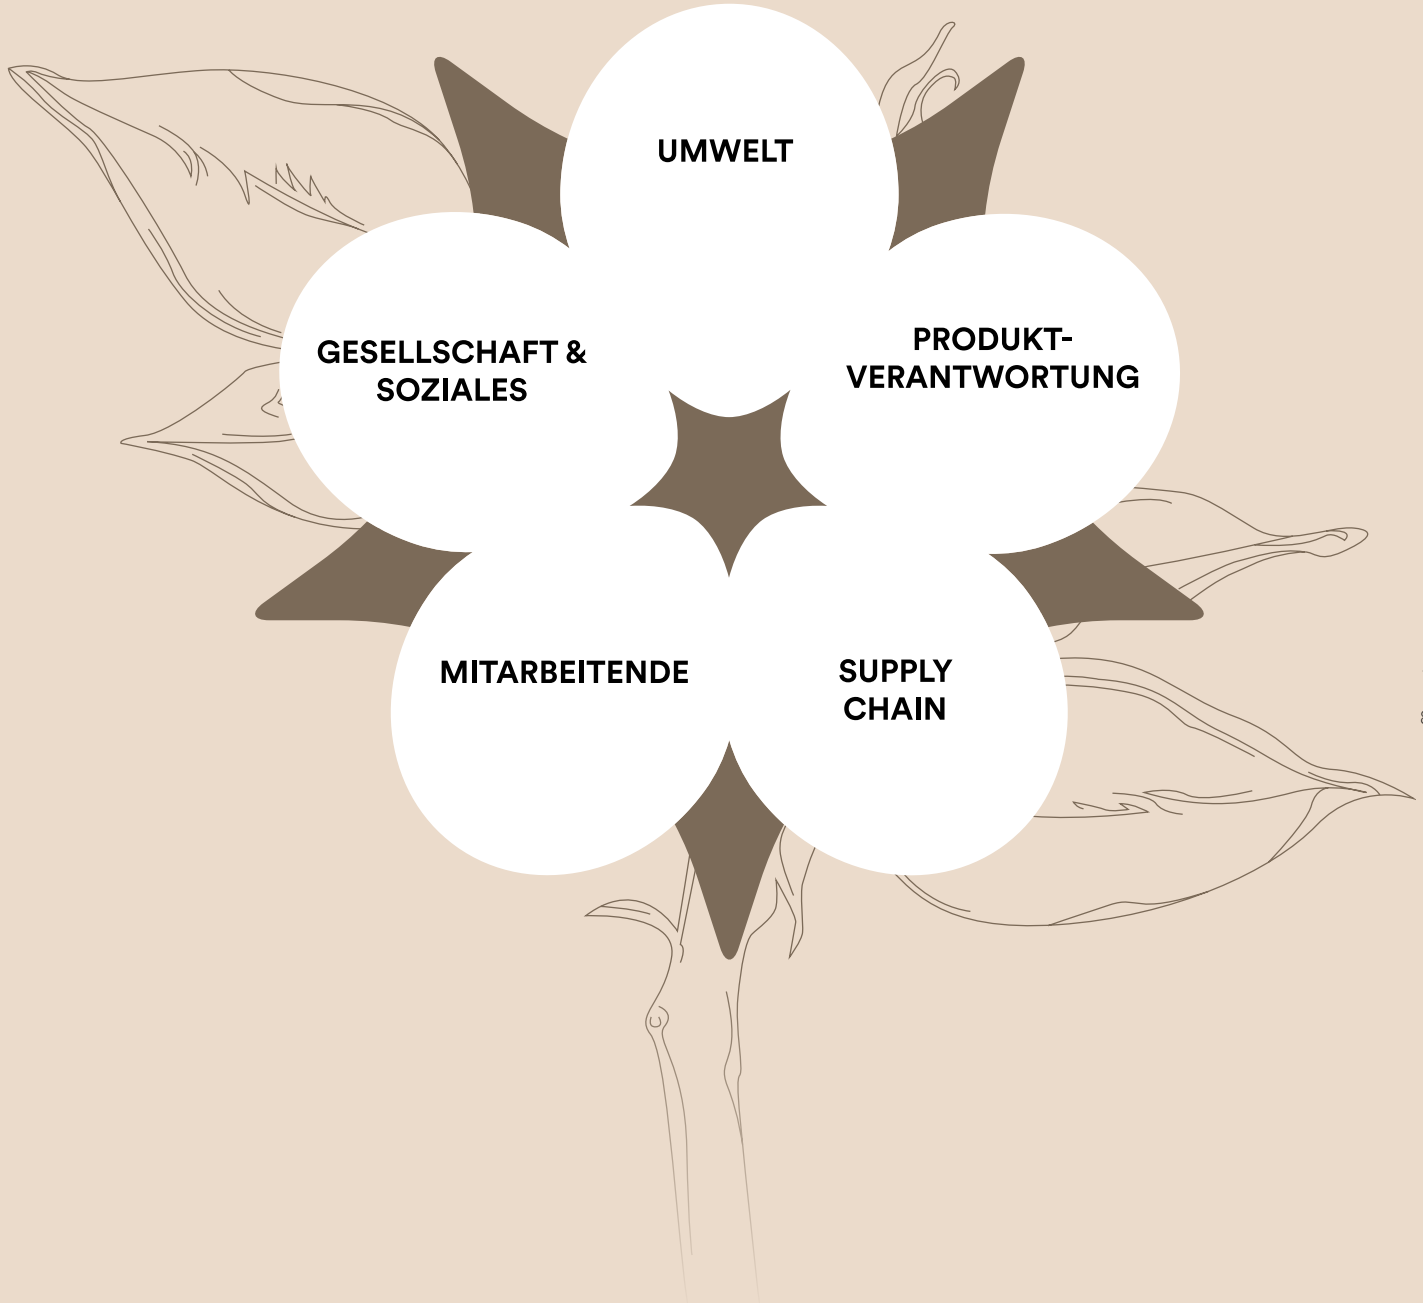 UMWELT
GESELLSCHAFT &
SOZIALES
PRODUKT-
VERANTWORTUNG
MITARBEITENDE
SUPPLY
CHAIN